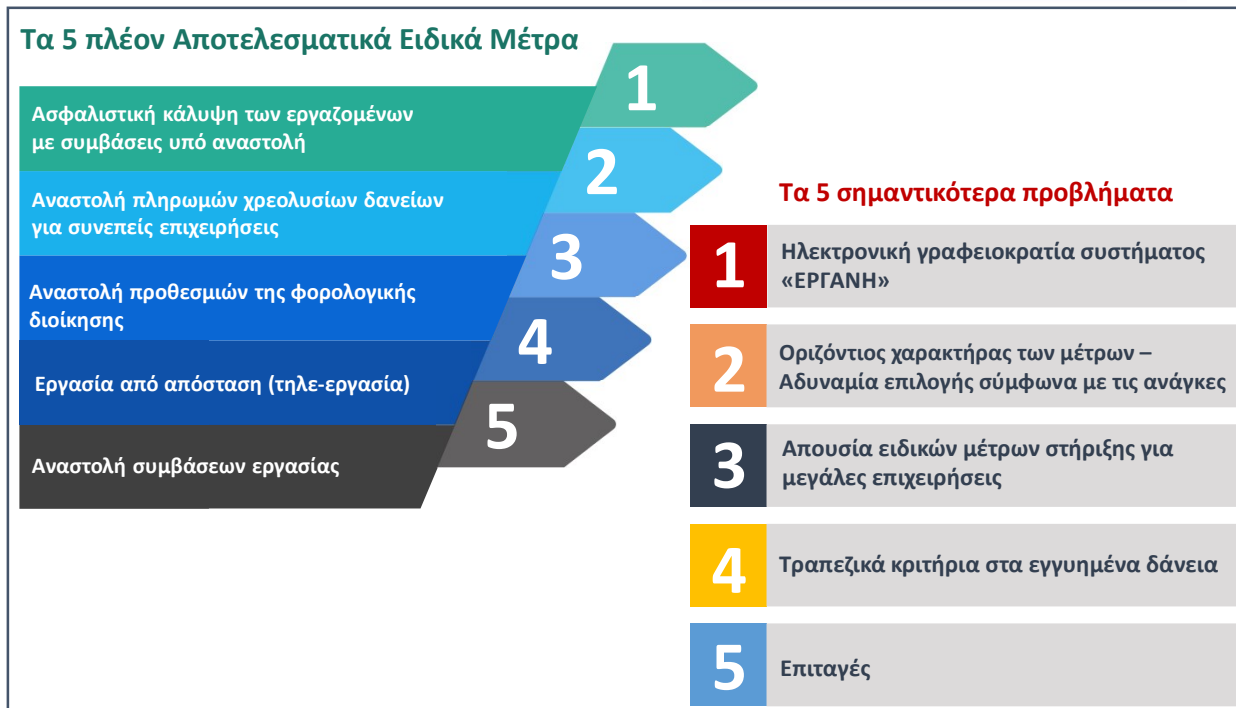 Τα 5 πλέον Αποτελεσματικά Ειδικά Μέτρα
1
Ασφαλιστική κάλυψη των εργαζομένων
με συμβάσεις υπό αναστολή
2
Αναστολή πληρωμών χρεολυσίων δανείων
για συνεπείς επιχειρήσεις
3
Αναστολή προθεσμιών της φορολογικής
διοίκησης
4
Εργασία από απόσταση (τηλε-εργασία)
5
Αναστολή συμβάσεων εργασίας
Τα 5 σημαντικότερα προβλήματα
1
Ηλεκτρονική γραφειοκρατία συστήματος
«ΕΡΓΑΝΗ»
2
Οριζόντιος χαρακτήρας των μέτρων –
Αδυναμία επιλογής σύμφωνα με τις ανάγκες
3
Απουσία ειδικών μέτρων στήριξης για
μεγάλες επιχειρήσεις
4
Τραπεζικά κριτήρια στα εγγυημένα δάνεια
5
Επιταγές